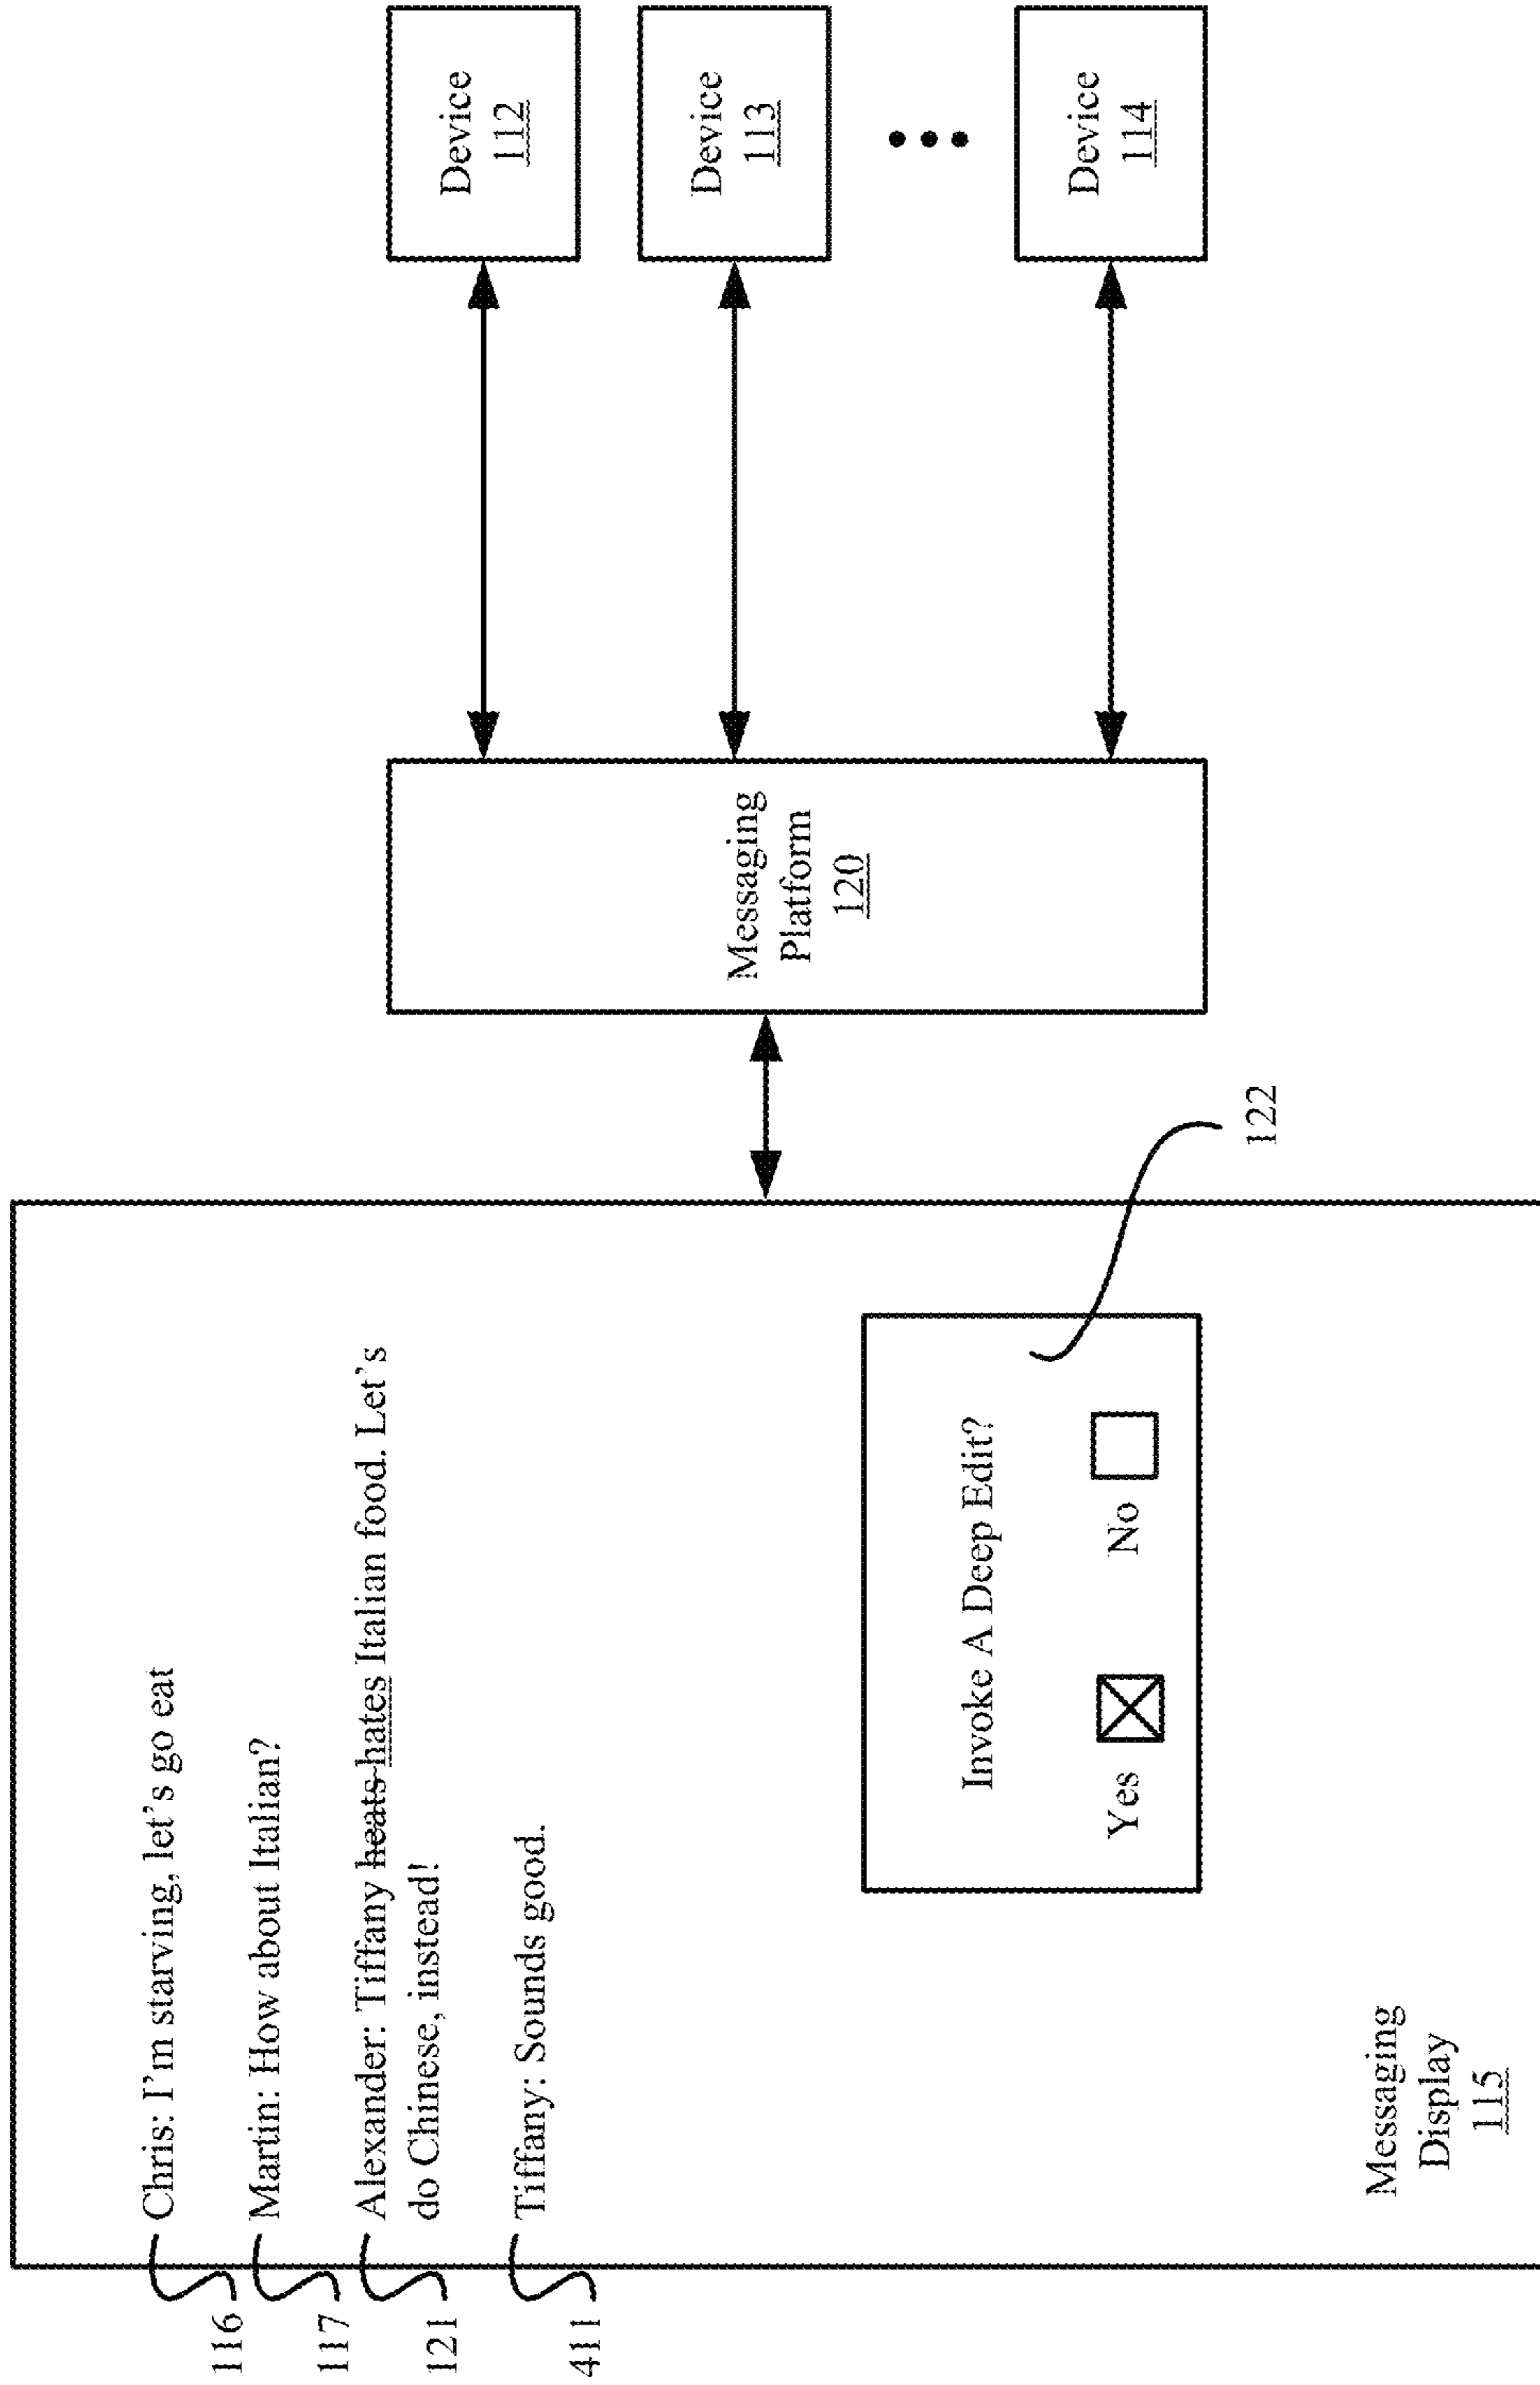 116
Chris: I'm starving, let's go eat
117
Martin: How about Italian?
121
Alexander: Tiffany heats hates Italian food. Let's
do Chinese, instead!
411
Tiffany: Sounds good.
Invoke A Deep Edit?
Yes
No
122
Messaging
Display
115
Messaging
Platform
120
Device
112
Device
113
Device
114